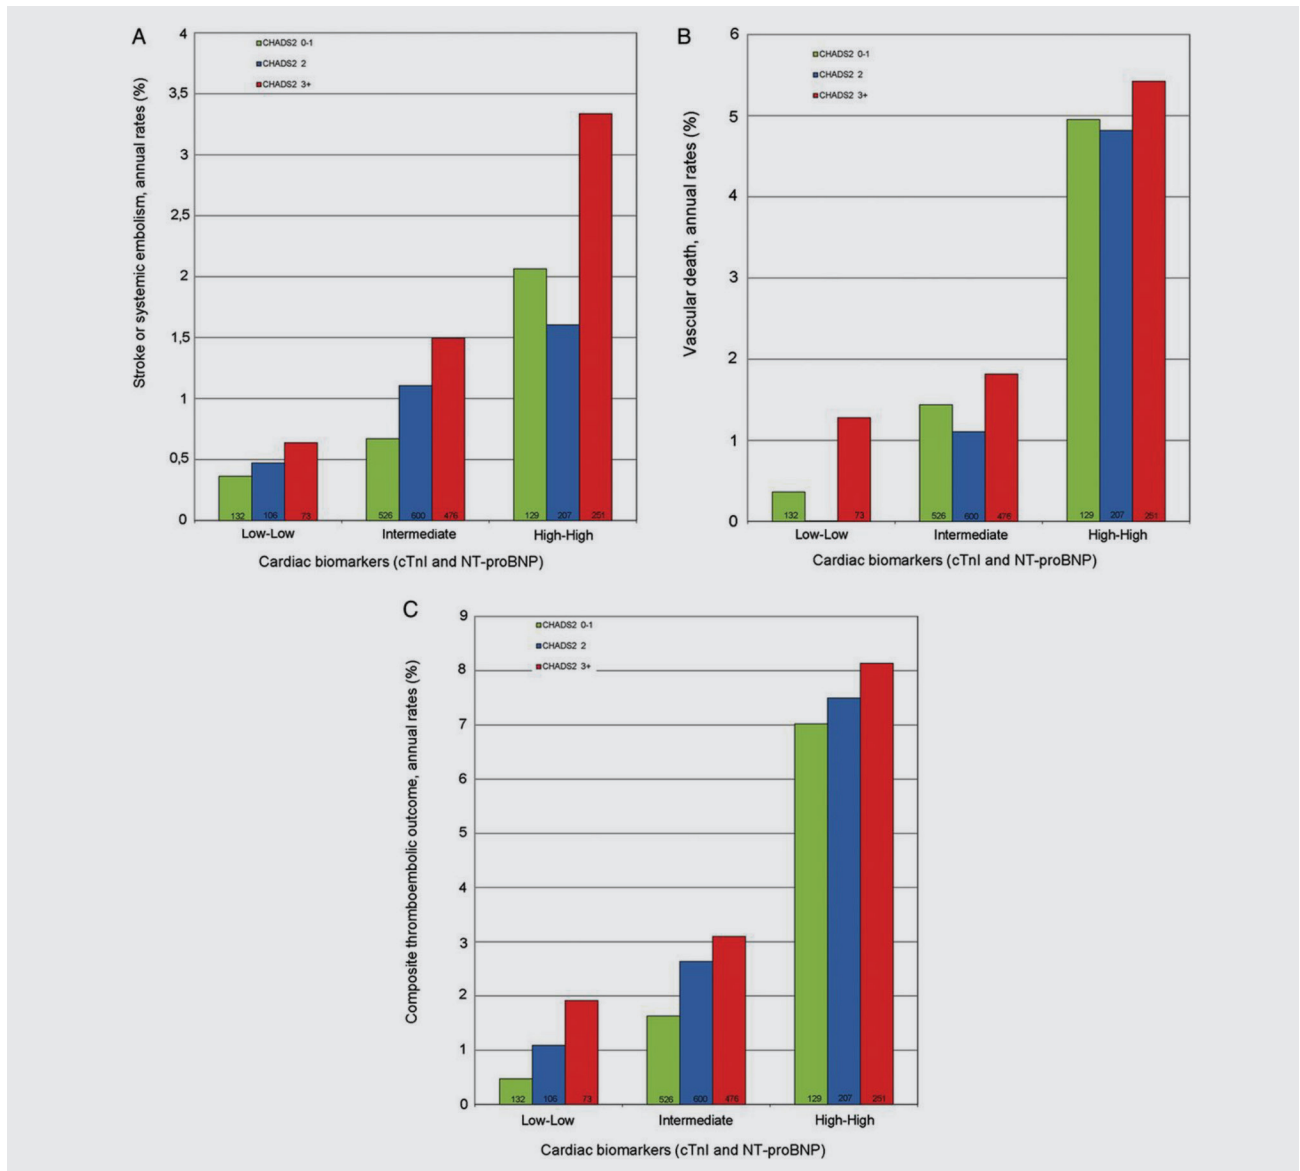 A
Stroke or systemic embolism, annual rates (%)
4
3,5
3
2,5
2
1,5
1
0,5
0
CHADS2 0-1
CHADS2 2
CHADS2 3+
132 106 73 526 600 476 129 207 251
Low-Low Intermediate High-High
Cardiac biomarkers (cTnI and NT-proBNP)
B
Vascular death, annual rates (%)
6
5
4
3
2
1
0
CHADS2 0-1
CHADS2 2
CHADS2 3+
132 73 526 600 476 129 207 251
Low-Low Intermediate High-High
Cardiac biomarkers (cTnI and NT-proBNP)
C
Composite thromboembolic outcome, annual rates (%)
9
8
7
6
5
4
3
2
1
0
CHADS2 0-1
CHADS2 2
CHADS2 3+
132 106 73 526 600 476 129 207 251
Low-Low Intermediate High-High
Cardiac biomarkers (cTnI and NT-proBNP)